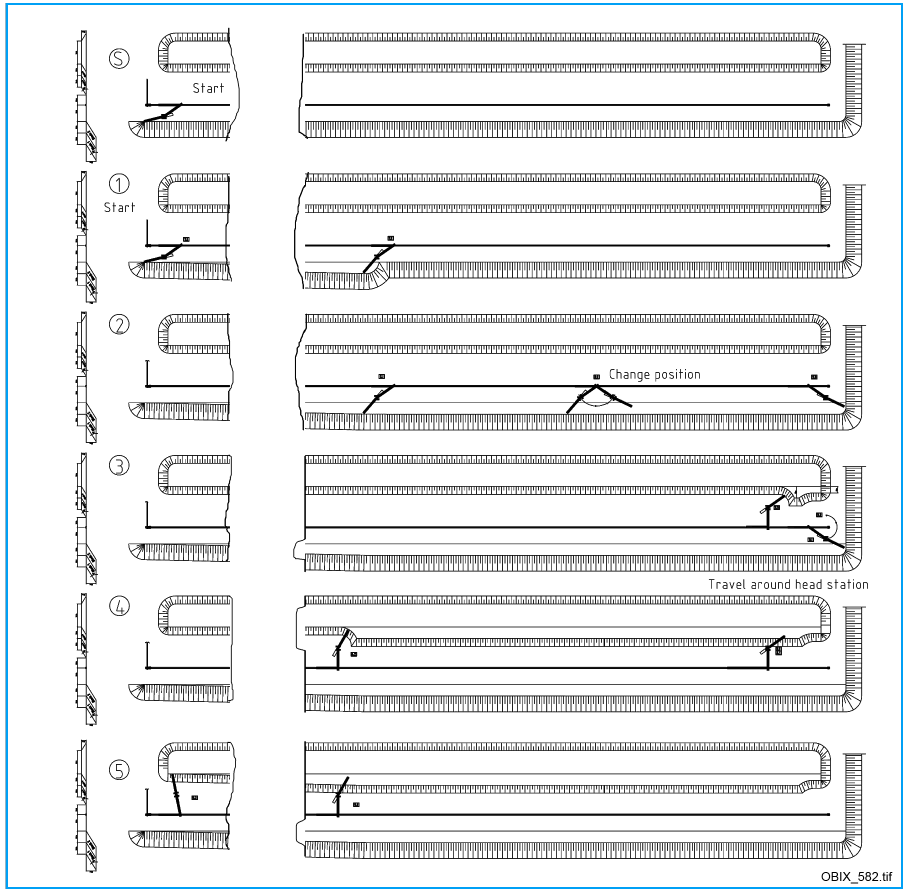 S
Start
1
Start
2
Change position
3
Travel around head station
4
5
OBIX_582.tif